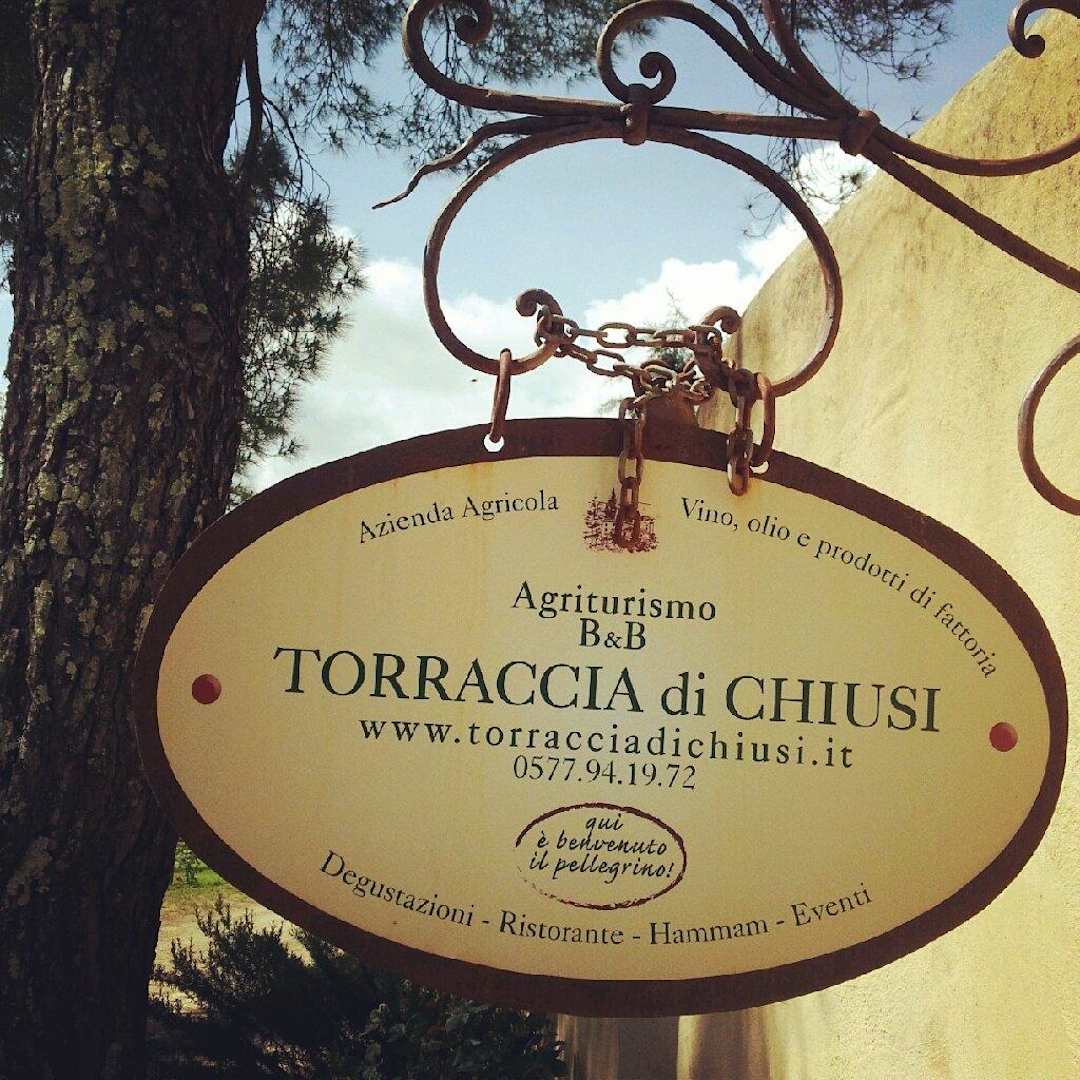 Azienda Agricola
Vino, olio e prodotti di fattoria
Agriturismo
B&B
TORRACCIA di CHIUSI
www.torracciadichiusi.it
0577.94.19.72
qui
è benvenuto
il pellegrino!
Degustazioni - Ristorante - Hammam - Eventi